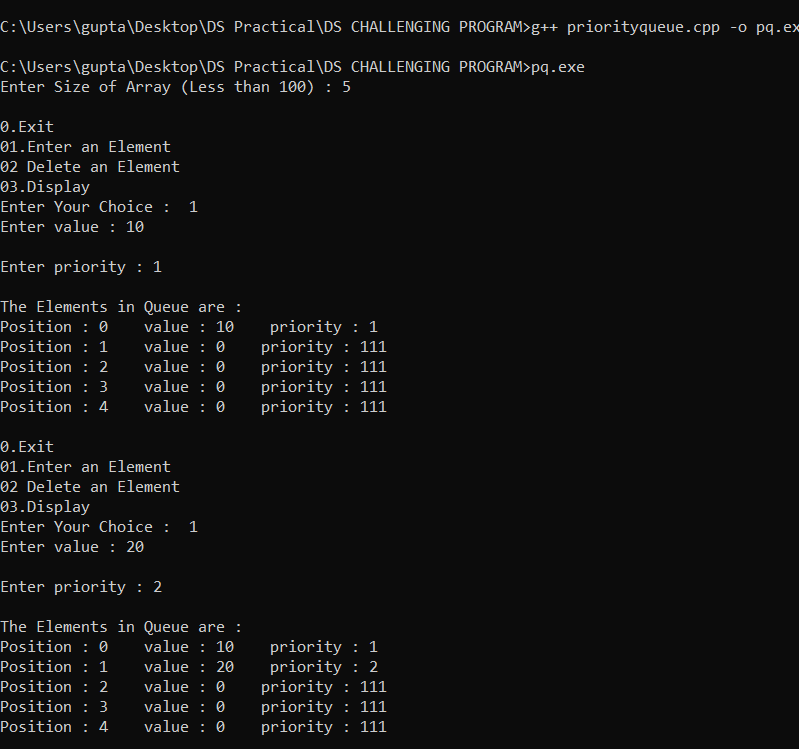 C:\Users\gupta\Desktop\DS Practical\DS CHALLENGING PROGRAM>g++ priorityqueue.cpp -o pq.ex
C:\Users\gupta\Desktop\DS Practical\DS CHALLENGING PROGRAM>pq.exe
Enter Size of Array (Less than 100) : 5
0.Exit
01.Enter an Element
02 Delete an Element
03.Display
Enter Your Choice :  1
Enter value : 10
Enter priority : 1
The Elements in Queue are :
Position : 0    value : 10    priority : 1
Position : 1    value : 0    priority : 111
Position : 2    value : 0    priority : 111
Position : 3    value : 0    priority : 111
Position : 4    value : 0    priority : 111
0.Exit
01.Enter an Element
02 Delete an Element
03.Display
Enter Your Choice :  1
Enter value : 20
Enter priority : 2
The Elements in Queue are :
Position : 0    value : 10    priority : 1
Position : 1    value : 20    priority : 2
Position : 2    value : 0    priority : 111
Position : 3    value : 0    priority : 111
Position : 4    value : 0    priority : 111